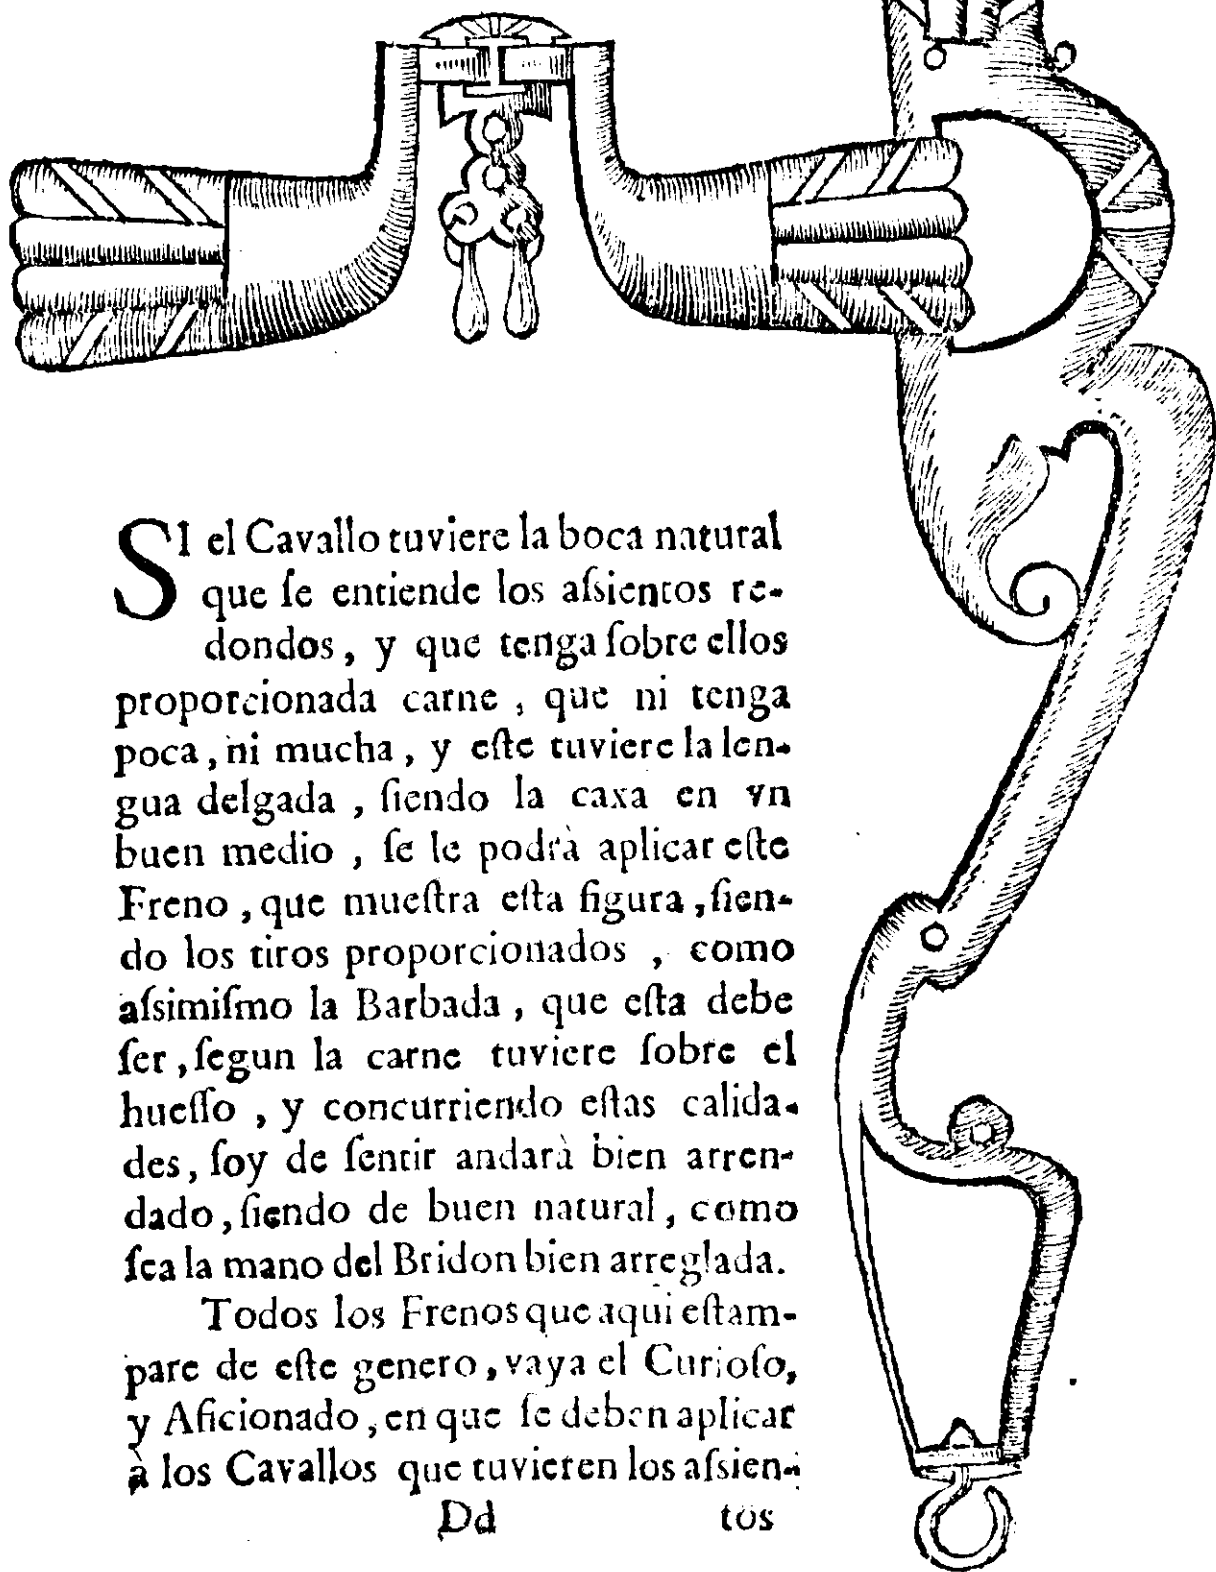 SI el Cavallo tuviere la boca natural
que ſe entiende los aſsientos re-
dondos, y que tenga ſobre ellos
proporcionada carne, que ni tenga
poca, ni mucha, y eſte tuviere la len-
gua delgada, ſiendo la caxa en vn
buen medio, ſe le podrà aplicar eſte
Freno, que mueſtra eſta figura, ſien-
do los tiros proporcionados, como
aſsimiſmo la Barbada, que eſta debe
ſer, ſegun la carne tuviere ſobre el
hueſſo, y concurriendo eſtas calida-
des, ſoy de ſentir andarà bien arren-
dado, ſiendo de buen natural, como
ſea la mano del Bridon bien arreglada.
Todos los Frenos que aqui eſtam-
pare de eſte genero, vaya el Curioſo,
y Aficionado, en que ſe deben aplicar
à los Cavallos que tuvieren los aſsien-
Dd tos